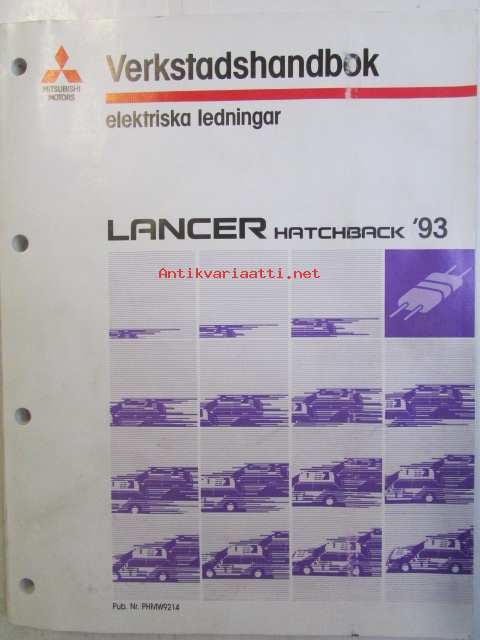 MITSUBISHI
MOTORS
Verkstadshandbok
elektriska ledningar
LANCER HATCHBACK '93
Antikvariaatti.net
Pub. Nr. PHMW9214